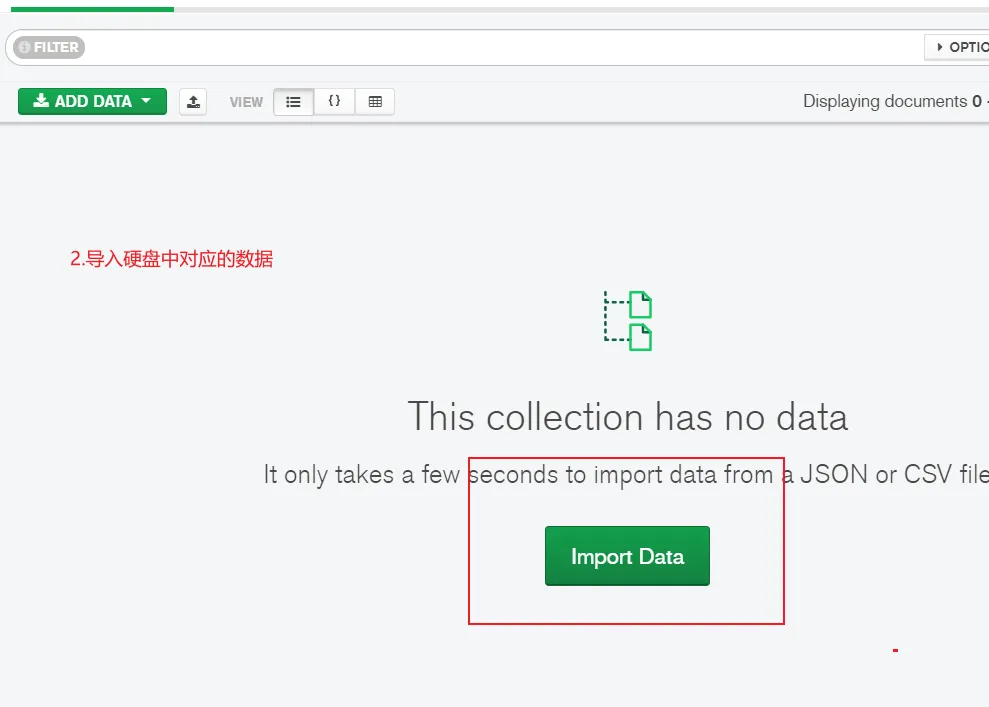 FILTER
OPTIO
ADD DATA
VIEW
{}
Displaying documents 0 -
2.导入硬盘中对应的数据
This collection has no data
It only takes a few seconds to import data from a JSON or CSV file
Import Data